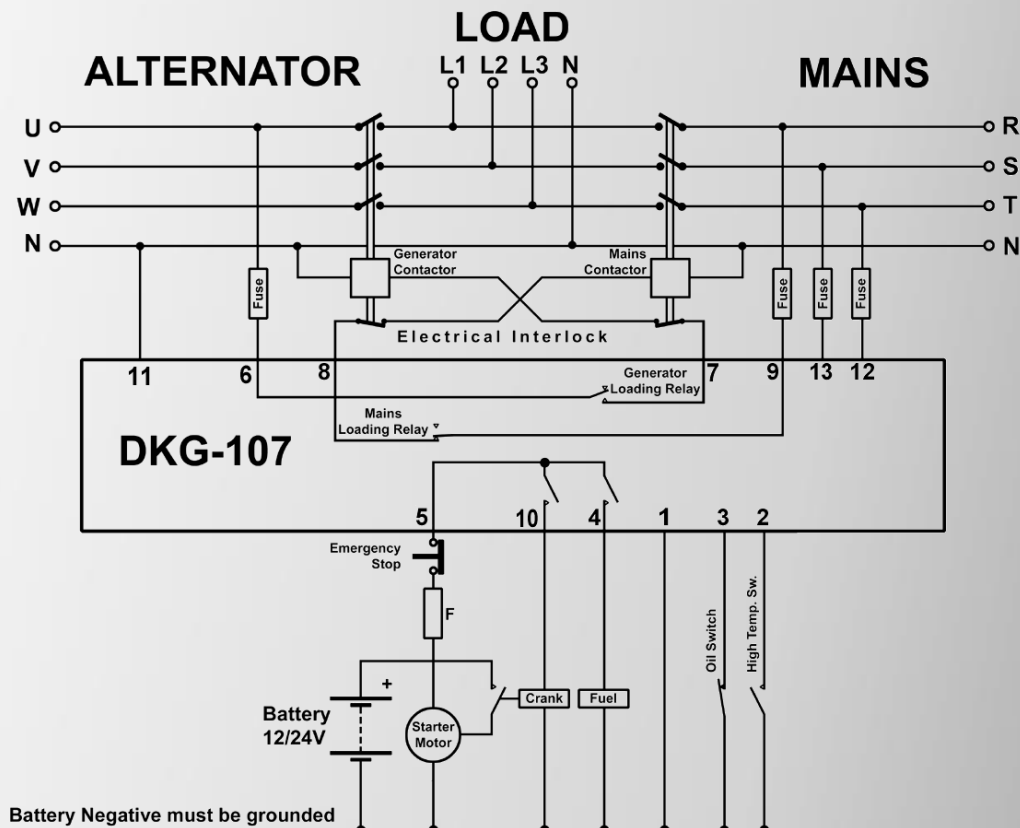 LOAD
ALTERNATOR
MAINS
L1 L2 L3 N
U
R
V
S
W
T
N
N
Generator
Contactor
Mains
Contactor
Fuse
Fuse
Fuse
Fuse
Electrical Interlock
11 6 8 7 9 13 12
Generator
Loading Relay
Mains
Loading Relay
DKG-107
5 10 4 1 3 2
Emergency
Stop
F
Oil Switch
High Temp. Sw.
+
Crank
Fuel
Battery
12/24V
Starter
Motor
Battery Negative must be grounded